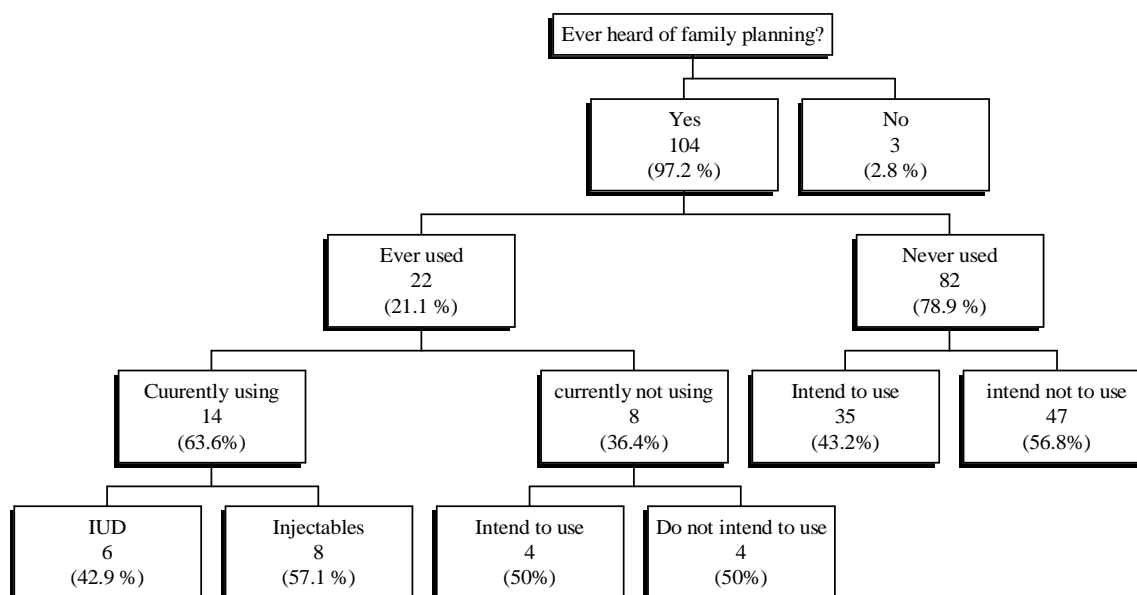 Ever heard of family planning?
Yes
104
(97.2 %)
No
3
(2.8 %)
Ever used
22
(21.1 %)
Never used
82
(78.9 %)
Cuurently using
14
(63.6%)
currently not using
8
(36.4%)
Intend to use
35
(43.2%)
intend not to use
47
(56.8%)
IUD
6
(42.9 %)
Injectables
8
(57.1 %)
Intend to use
4
(50%)
Do not intend to use
4
(50%)